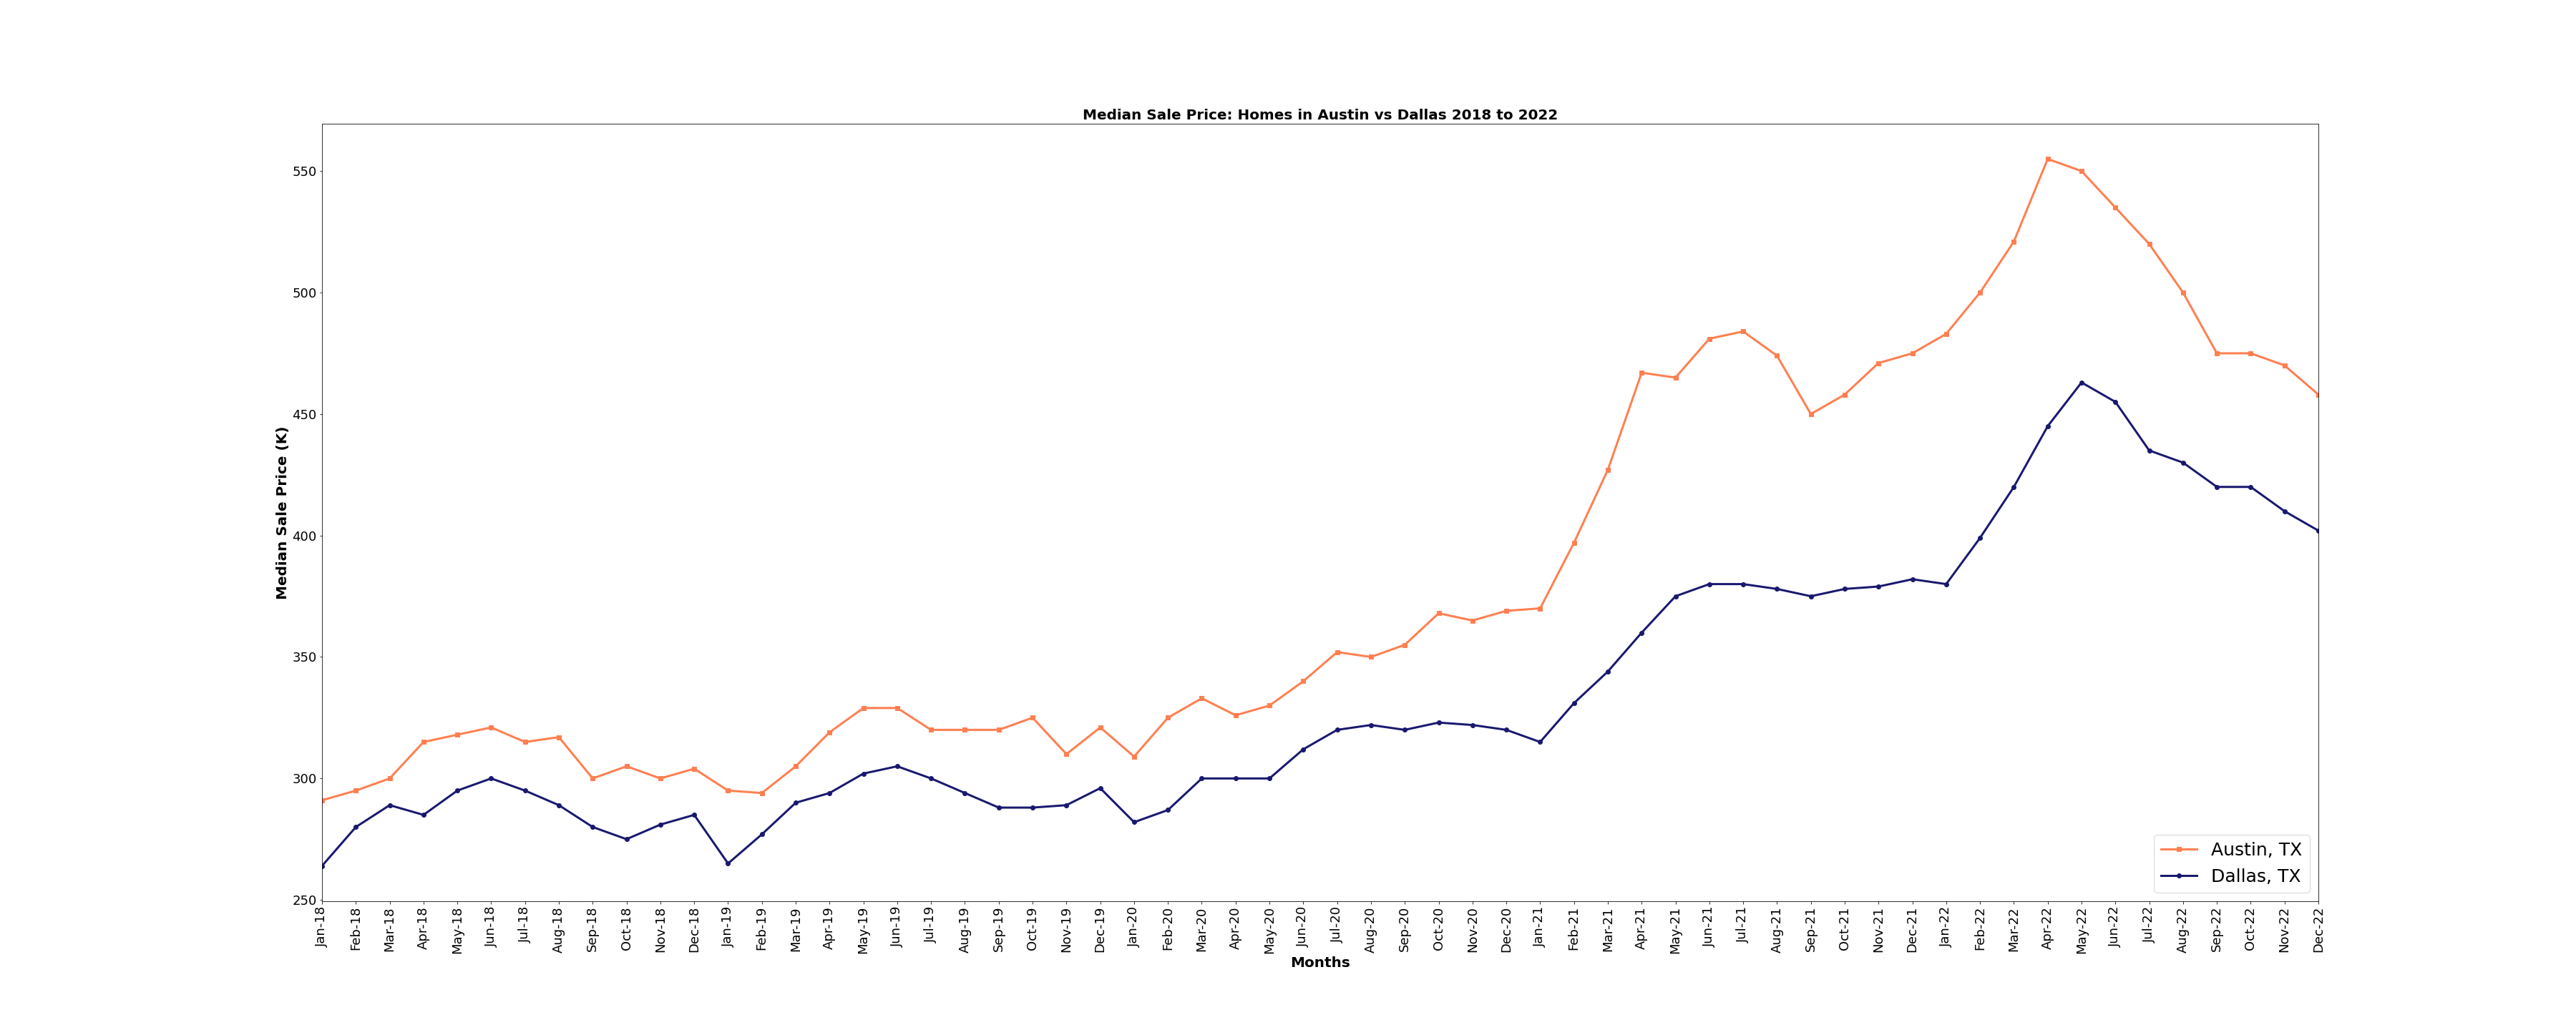 Median Sale Price: Homes in Austin vs Dallas 2018 to 2022
Median Sale Price (K)
550
500
450
400
350
300
250
Austin, TX
Dallas, TX
Jan-18
Feb-18
Mar-18
Apr-18
May-18
Jun-18
Jul-18
Aug-18
Sep-18
Oct-18
Nov-18
Dec-18
Jan-19
Feb-19
Mar-19
Apr-19
May-19
Jun-19
Jul-19
Aug-19
Sep-19
Oct-19
Nov-19
Dec-19
Jan-20
Feb-20
Mar-20
Apr-20
May-20
Jun-20
Jul-20
Aug-20
Sep-20
Oct-20
Nov-20
Dec-20
Jan-21
Feb-21
Mar-21
Apr-21
May-21
Jun-21
Jul-21
Aug-21
Sep-21
Oct-21
Nov-21
Dec-21
Jan-22
Feb-22
Mar-22
Apr-22
May-22
Jun-22
Jul-22
Aug-22
Sep-22
Oct-22
Nov-22
Dec-22
Months